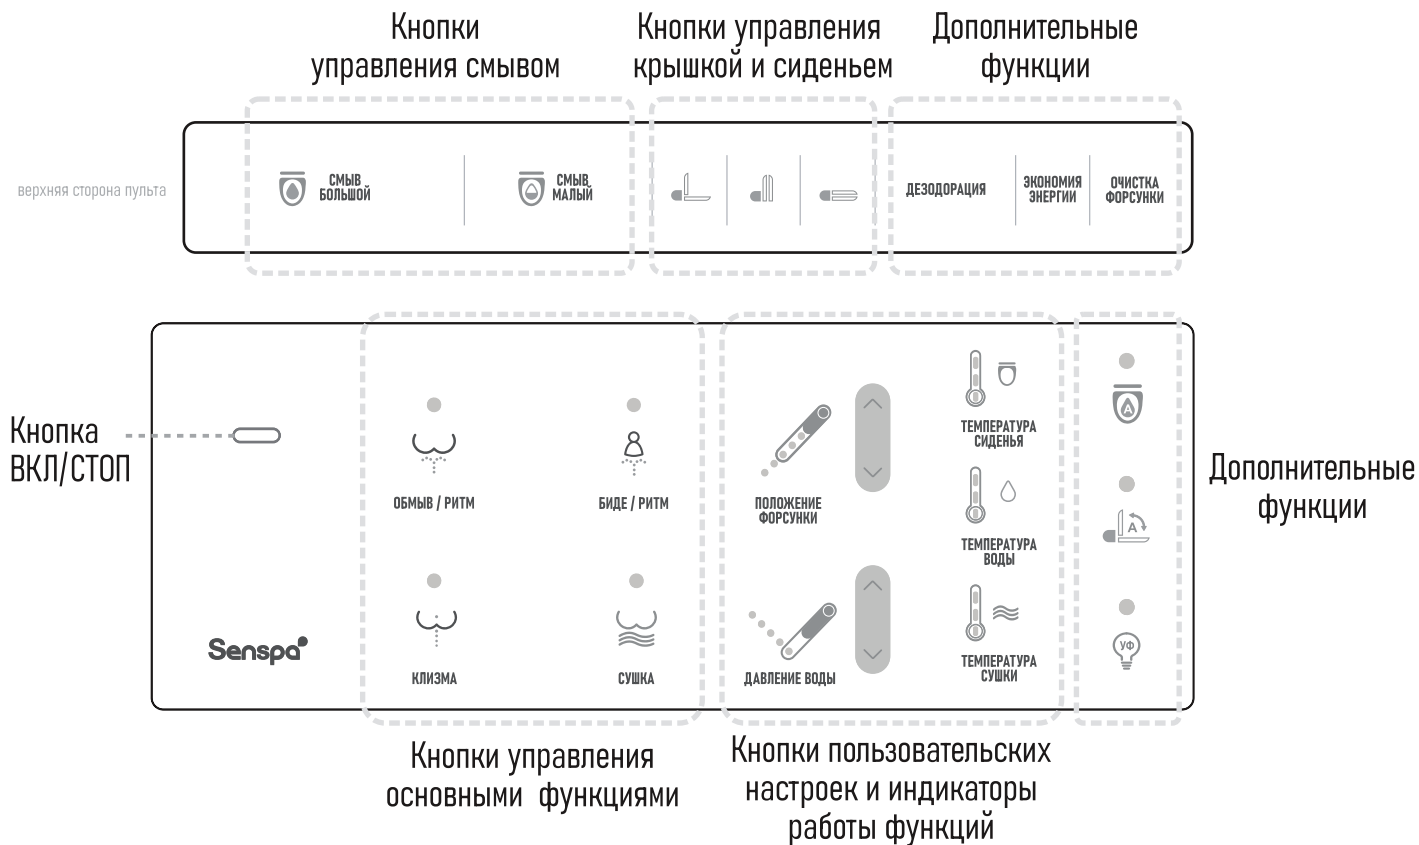 Кнопки
управления смывом
Кнопки управления
крышкой и сиденьем
Дополнительные
функции
верхняя сторона пульта
СМЫВ
БОЛЬШОЙ
СМЫВ
МАЛЫЙ
ДЕЗОДОРАЦИЯ
ЭКОНОМИЯ
ЭНЕРГИИ
ОЧИСТКА
ФОРСУНКИ
Кнопка
ВКЛ/СТОП
ОБМЫВ / РИТМ
БИДЕ / РИТМ
ПОЛОЖЕНИЕ
ФОРСУНКИ
ТЕМПЕРАТУРА
СИДЕНЬЯ
A
ТЕМПЕРАТУРА
ВОДЫ
A
Дополнительные
функции
Senspa
КЛИЗМА
СУШКА
ДАВЛЕНИЕ ВОДЫ
ТЕМПЕРАТУРА
СУШКИ
УФ
Кнопки управления
основными функциями
Кнопки пользовательских
настроек и индикаторы
работы функций